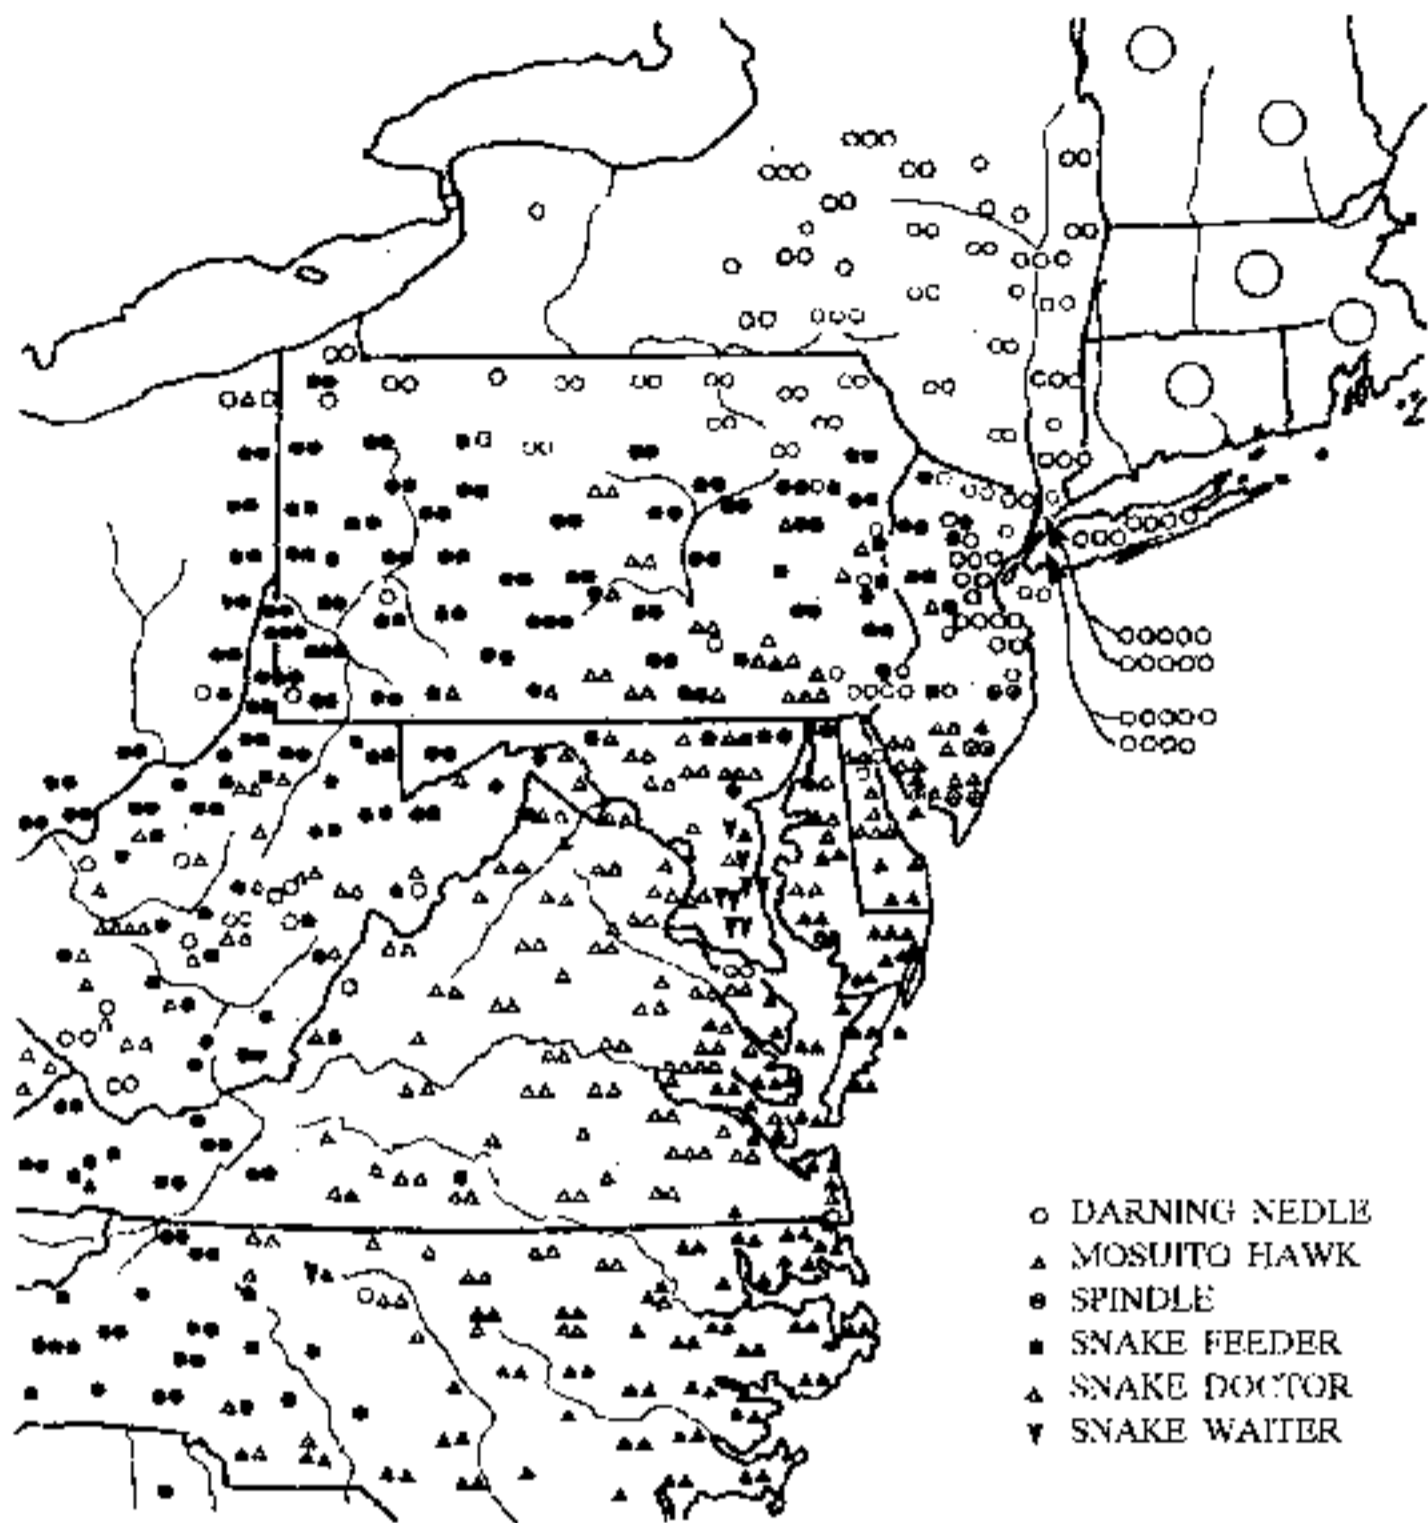 DARNING NEDLE
MOSUITO HAWK
SPINDLE
SNAKE FEEDER
SNAKE DOCTOR
SNAKE WAITER